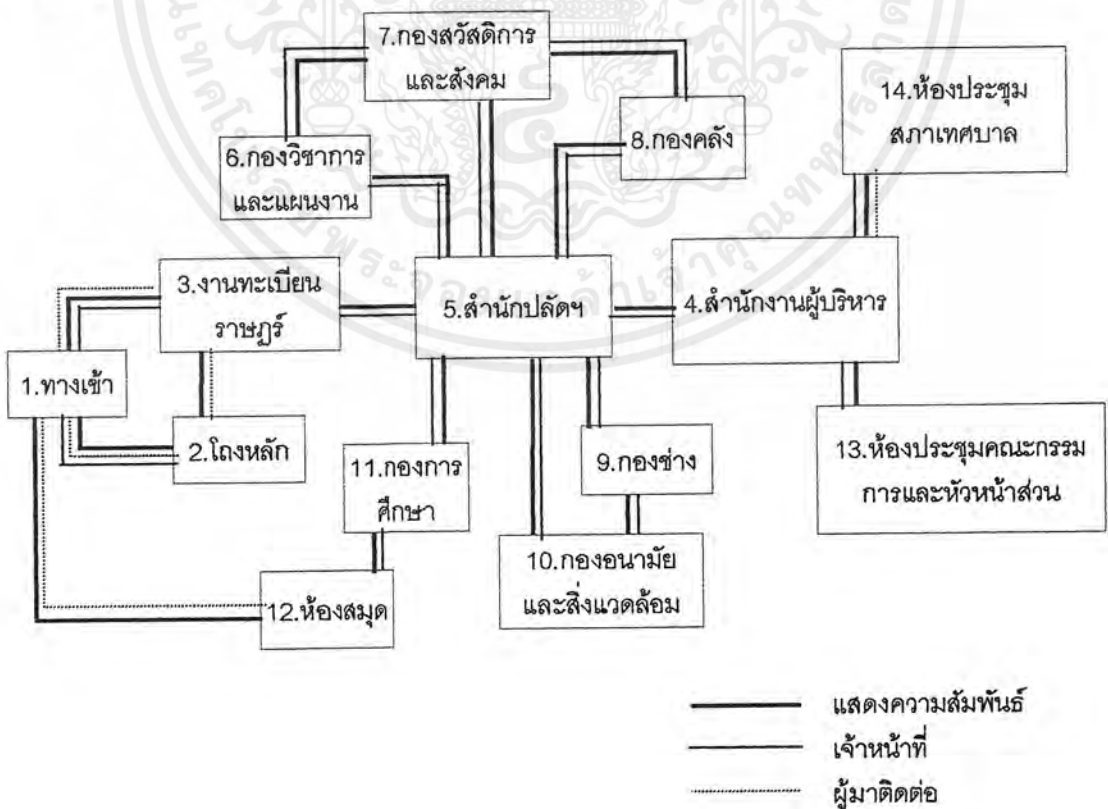 7.กองสวัสดิการ
และสังคม
14.ห้องประชุม
สภาเทศบาล
8.กองคลัง
6.กองวิชาการ
และแผนงาน
3.งานทะเบียน
ราษฎร์
5.สำนักปลัดฯ
4.สำนักงานผู้บริหาร
1.ทางเข้า
2.โถงหลัก
11.กองการ
ศึกษา
9.กองช่าง
13.ห้องประชุมคณะกรรม
การและหัวหน้าส่วน
10.กองอนามัย
และสิ่งแวดล้อม
12.ห้องสมุด
แสดงความสัมพันธ์
เจ้าหน้าที่
ผู้มาติดต่อ